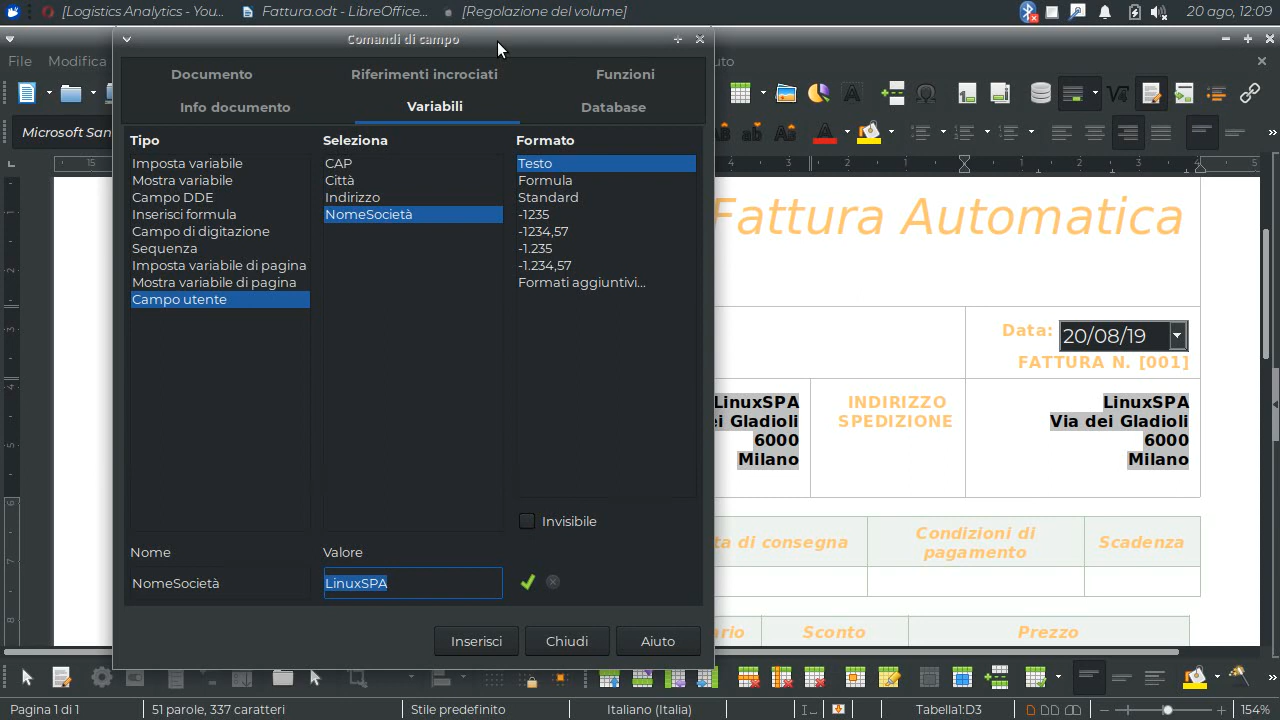 [Logistics Analytics - You...
Fattura.odt - LibreOffice...
[Regolazione del volume]
20 ago, 12:09
Comandi di campo
File
Modifica
Documento
Riferimenti incrociati
Funzioni
Info documento
Variabili
Database
Microsoft San
Tipo
Seleziona
Formato
Imposta variabile
Mostra variabile
Campo DDE
Inserisci formula
Campo di digitazione
Sequenza
Imposta variabile di pagina
Mostra variabile di pagina
Campo utente
CAP
Città
Indirizzo
NomeSocietà
Testo
Formula
Standard
-1235
-1234,57
-1.235
-1.234,57
Formati aggiuntivi...
Invisibile
Nome
Valore
NomeSocietà
LinuxSPA
Inserisci
Chiudi
Aiuto
Fattura Automatica
Data:
20/08/19
FATTURA N. [001]
LinuxSPA
ei Gladioli
6000
Milano
INDIRIZZO
SPEDIZIONE
LinuxSPA
Via dei Gladioli
6000
Milano
ta di consegna
Condizioni di
pagamento
Scadenza
rio
Sconto
Prezzo
Pagina 1 di 1
51 parole, 337 caratteri
Stile predefinito
Italiano (Italia)
Tabella1:D3
154%